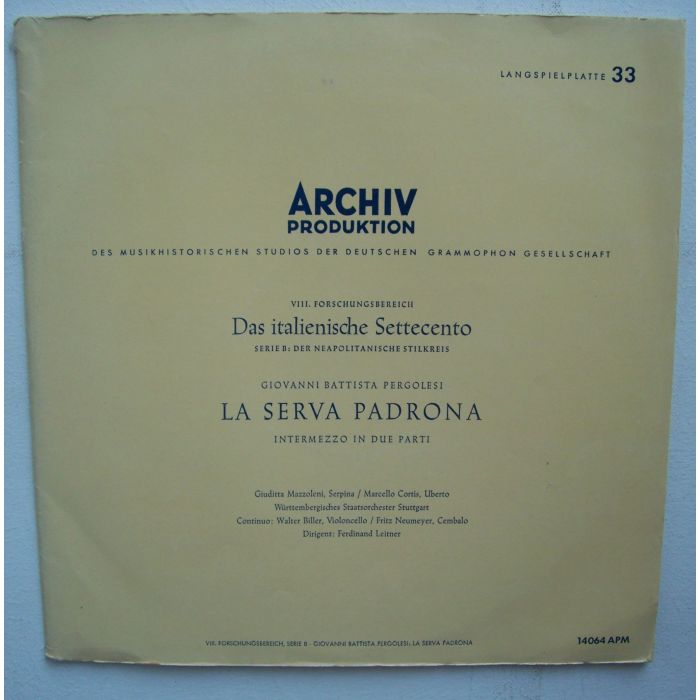 LANGSPIELPLATTE 33
ARCHIV
PRODUKTION
DES MUSIKHISTORISCHEN STUDIOS DER DEUTSCHEN GRAMMOPHON GESELLSCHAFT
VIII. FORSCHUNGSBEREICH
Das italienische Settecento
SERIE B: DER NEAPOLITANISCHE STILKREIS
GIOVANNI BATTISTA PERGOLESI
LA SERVA PADRONA
INTERMEZZO IN DUE PARTI
Giuditta Mazzoleni, Serpina / Marcello Cortis, Uberto
Württembergisches Staatsorchester Stuttgart
Continuo: Walter Biller, Violoncello / Fritz Neumeyer, Cembalo
Dirigent: Ferdinand Leitner
VIII. FORSCHUNGSBEREICH, SERIE B - GIOVANNI BATTISTA PERGOLESI: LA SERVA PADRONA
14064 APM